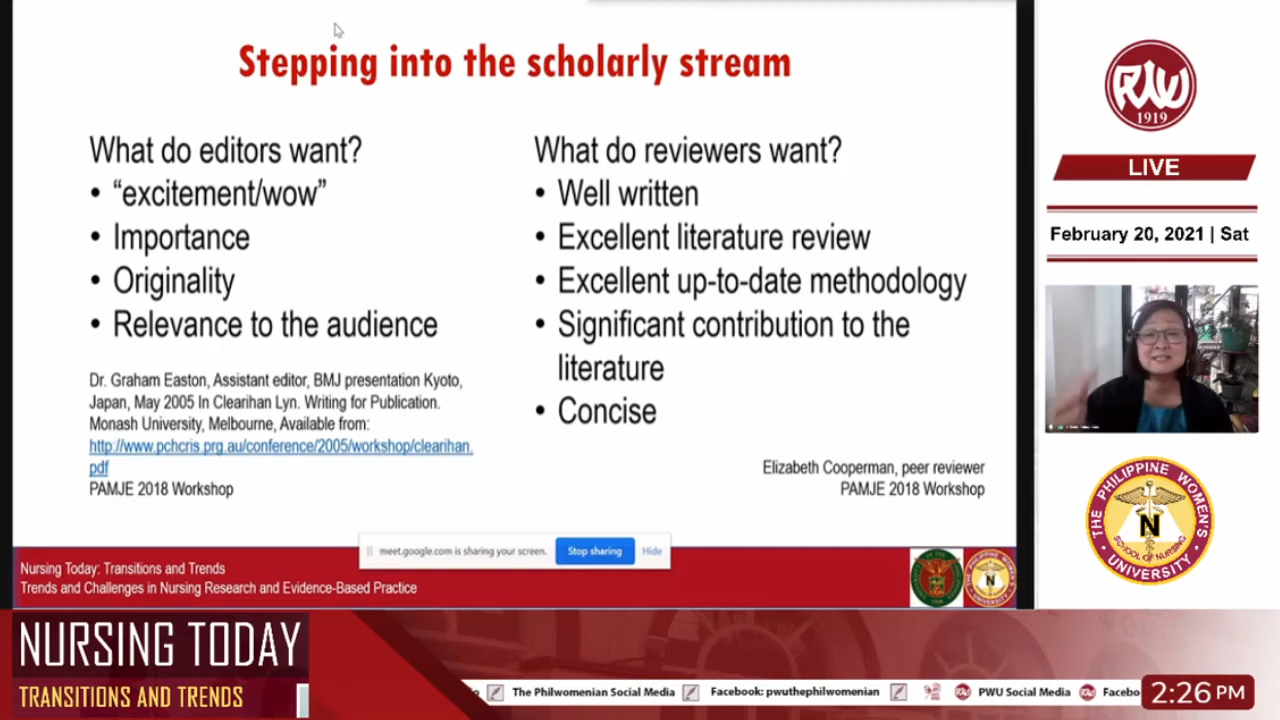 Stepping into the scholarly stream
What do editors want?
• “excitement/wow”
• Importance
• Originality
• Relevance to the audience
Dr. Graham Easton, Assistant editor, BMJ presentation Kyoto,
Japan, May 2005 In Clearihan Lyn. Writing for Publication.
Monash University, Melbourne, Available from:
http://www.pchcris.prg.au/conference/2005/workshop/clearihan.
pdf
PAMJE 2018 Workshop
What do reviewers want?
• Well written
• Excellent literature review
• Excellent up-to-date methodology
• Significant contribution to the
literature
• Concise
Elizabeth Cooperman, peer reviewer
PAMJE 2018 Workshop
meet.google.com is sharing your screen.
Stop sharing
Hide
Nursing Today: Transitions and Trends
Trends and Challenges in Nursing Research and Evidence-Based Practice
PWU
1919
LIVE
February 20, 2021 | Sat
THE PHILIPPINE WOMEN'S UNIVERSITY
SCHOOL OF NURSING
N
NURSING TODAY
TRANSITIONS AND TRENDS
The Philwomenian Social Media
Facebook: pwuthephilwomenian
PWU Social Media
Facebo
2:26 PM